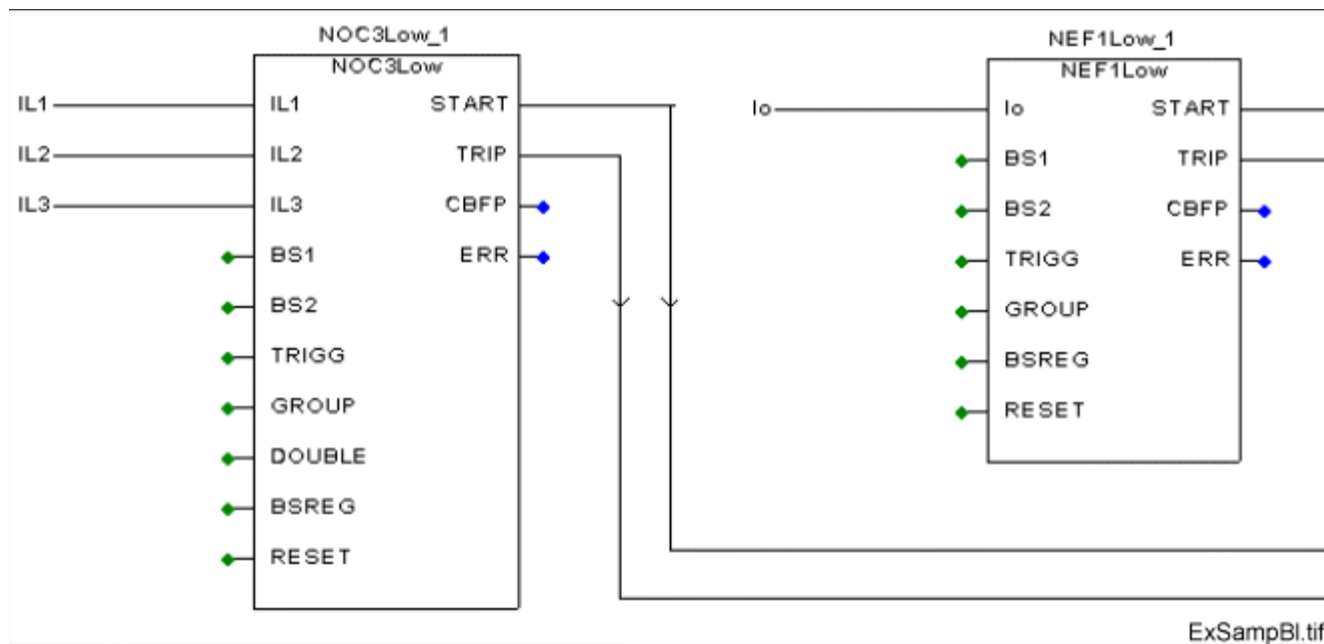 NOC3Low_1
NOC3Low
IL1 IL1 START
IL2 IL2 TRIP
IL3 IL3 CBFP
BS1 ERR
BS2
TRIGG
GROUP
DOUBLE
BSREG
RESET
NEF1Low_1
NEF1Low
Io Io START
BS1 TRIP
BS2 CBFP
TRIGG ERR
GROUP
BSREG
RESET
ExSampBl.tif